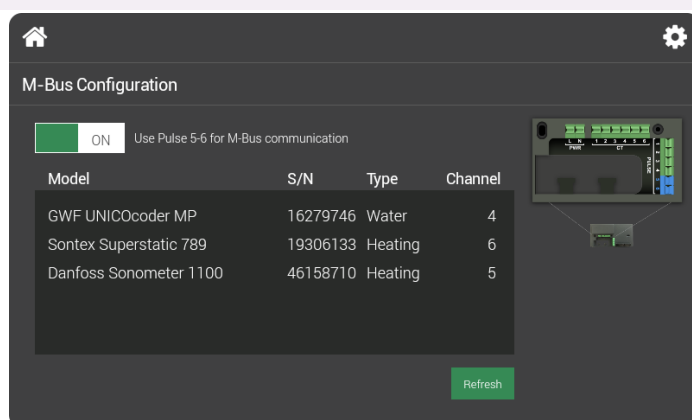 M-Bus Configuration
ON Use Pulse 5-6 for M-Bus communication
Model S/N Type Channel
GWF UNICOcoder MP 16279746 Water 4
Sontex Superstatic 789 19306133 Heating 6
Danfoss Sonometer 1100 46158710 Heating 5
Refresh
L N 1 2 3 4 5 6
PWR CT
PULSE